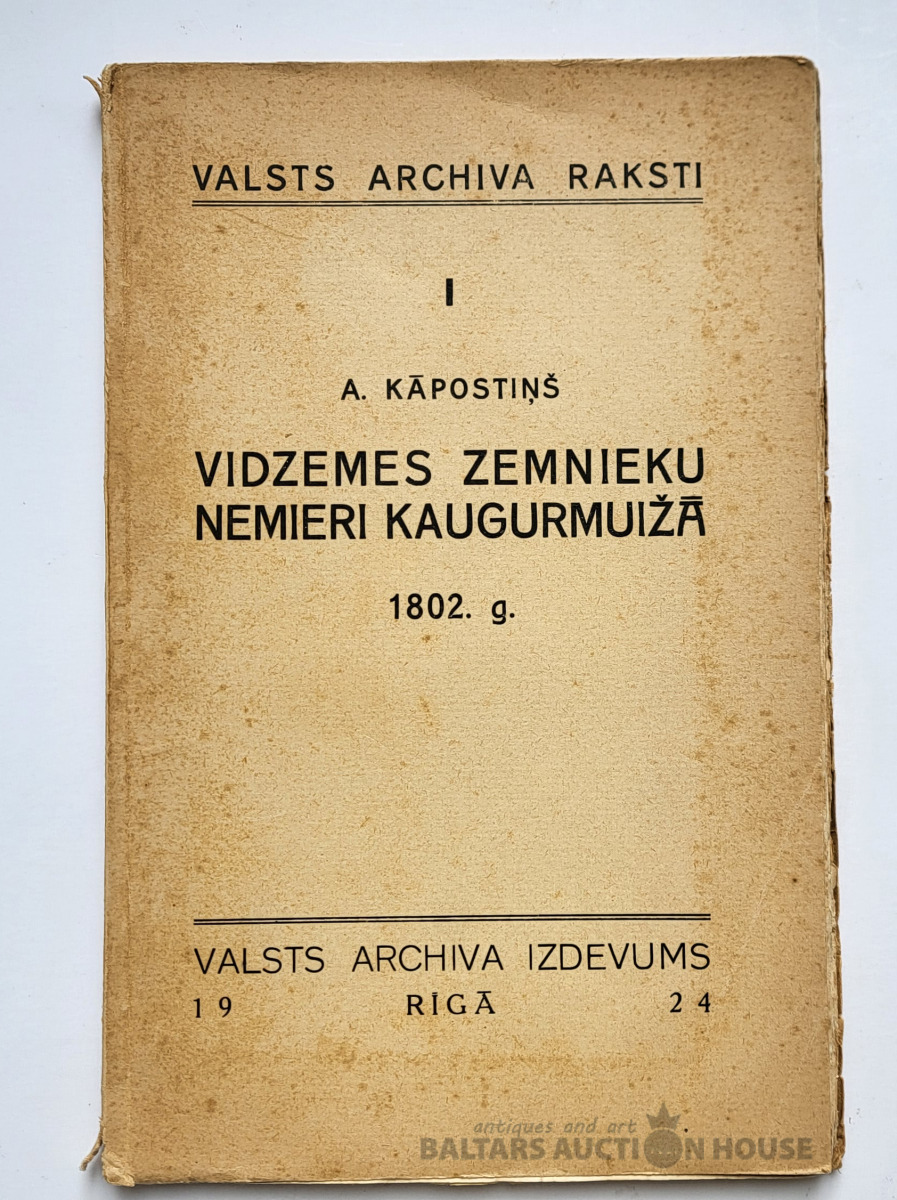 VALSTS ARCHIVA RAKSTI
I
A. KĀPOSTIŅŠ
VIDZEMES ZEMNIEKU
NEMIERI KAUGURMUIŽĀ
1802. g.
VALSTS ARCHIVA IZDEVUMS
19 RĪGĀ 24
antiques and art
BALTARS AUCTION HOUSE